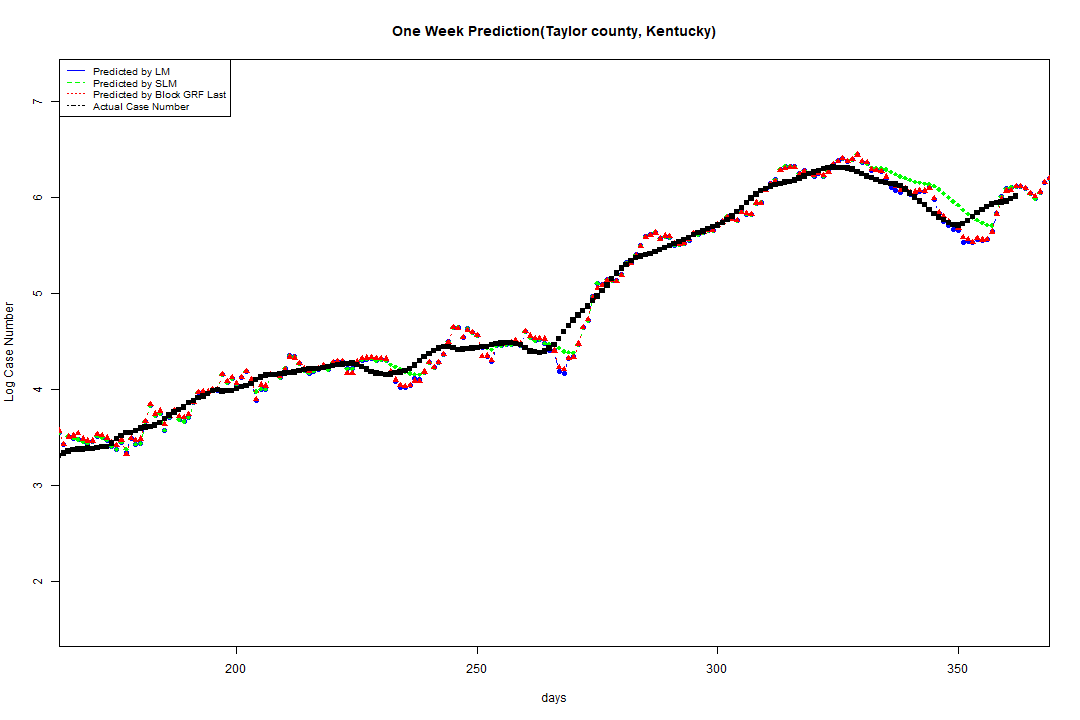 One Week Prediction(Taylor county, Kentucky)
Predicted by LM
Predicted by SLM
Predicted by Block GRF Last
Actual Case Number
7
6
5
4
3
2
Log Case Number
200 250 300 350
days